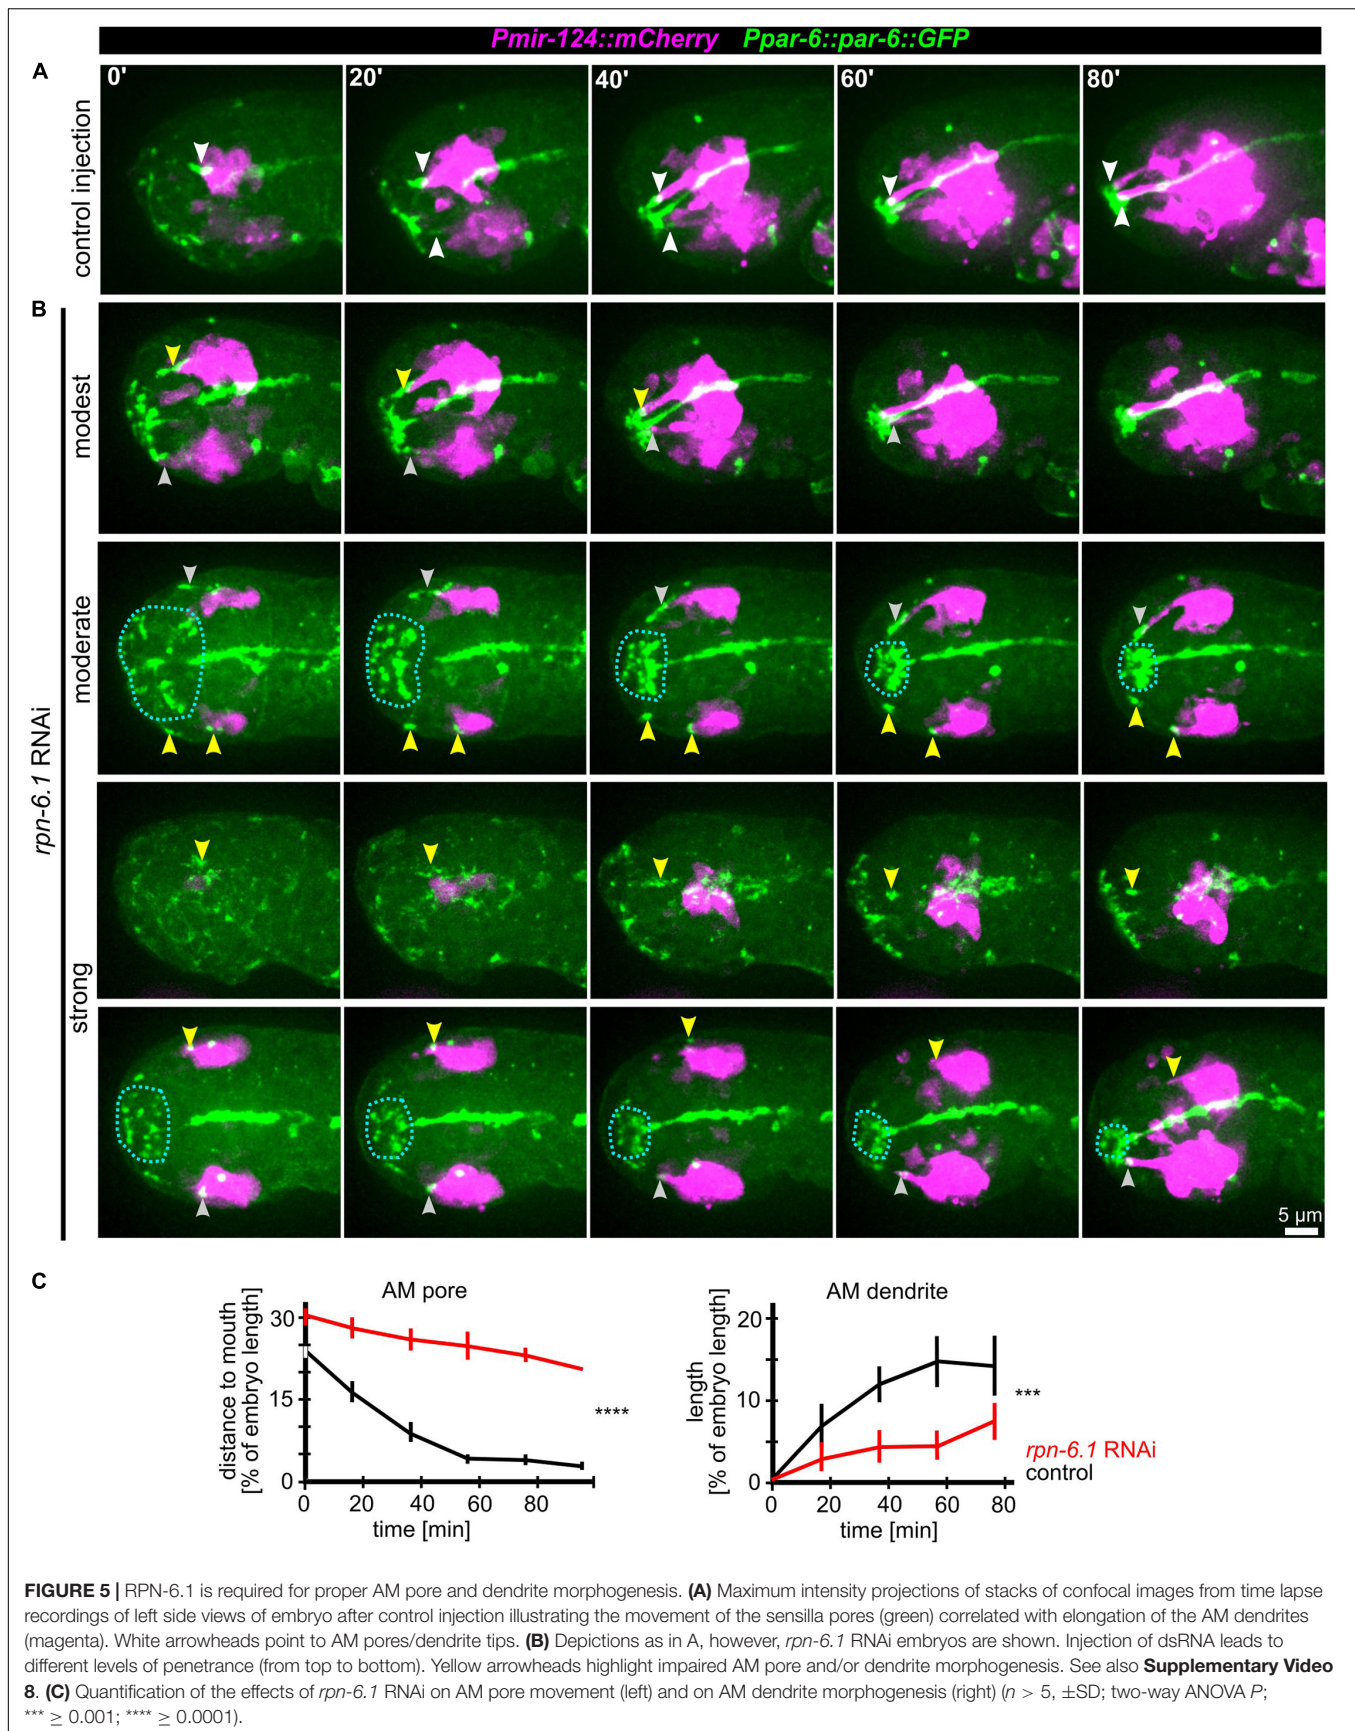 Pmir-124::mCherry Ppar-6::par-6::GFP
A
0' 20' 40' 60' 80'
control injection
B
rpn-6.1 RNAi
modest
moderate
strong
5 µm
C
AM pore
distance to mouth
[% of embryo length]
30
15
0
0 20 40 60 80
time [min]
****
AM dendrite
length
[% of embryo length]
20
10
0
0 20 40 60 80
time [min]
***
rpn-6.1 RNAi
control
FIGURE 5 | RPN-6.1 is required for proper AM pore and dendrite morphogenesis. (A) Maximum intensity projections of stacks of confocal images from time lapse
recordings of left side views of embryo after control injection illustrating the movement of the sensilla pores (green) correlated with elongation of the AM dendrites
(magenta). White arrowheads point to AM pores/dendrite tips. (B) Depictions as in A, however, rpn-6.1 RNAi embryos are shown. Injection of dsRNA leads to
different levels of penetrance (from top to bottom). Yellow arrowheads highlight impaired AM pore and/or dendrite morphogenesis. See also Supplementary Video
8. (C) Quantification of the effects of rpn-6.1 RNAi on AM pore movement (left) and on AM dendrite morphogenesis (right) (n > 5, ±SD; two-way ANOVA P;
*** ≥ 0.001; **** ≥ 0.0001).